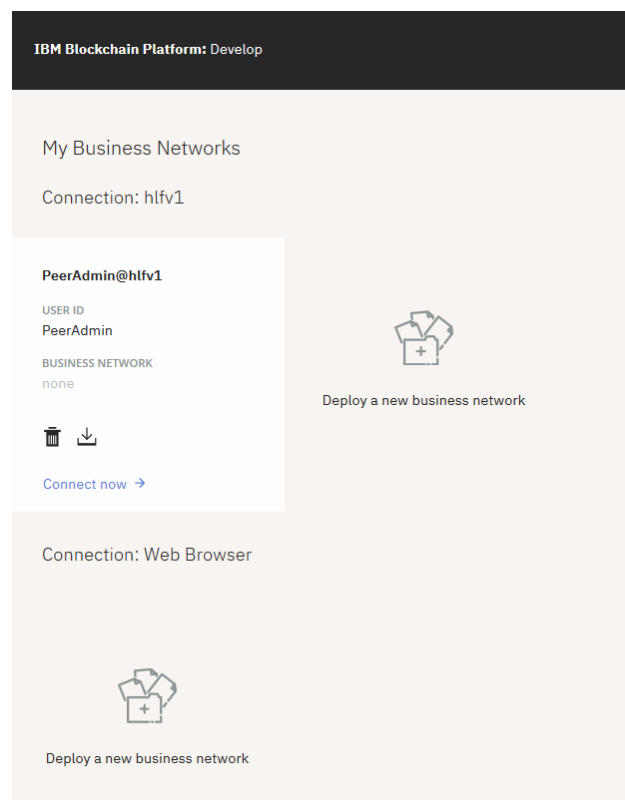 IBM Blockchain Platform: Develop
My Business Networks
Connection: hlfv1
PeerAdmin@hlfv1
USER ID
PeerAdmin
BUSINESS NETWORK
none
Connect now →
Deploy a new business network
Connection: Web Browser
Deploy a new business network